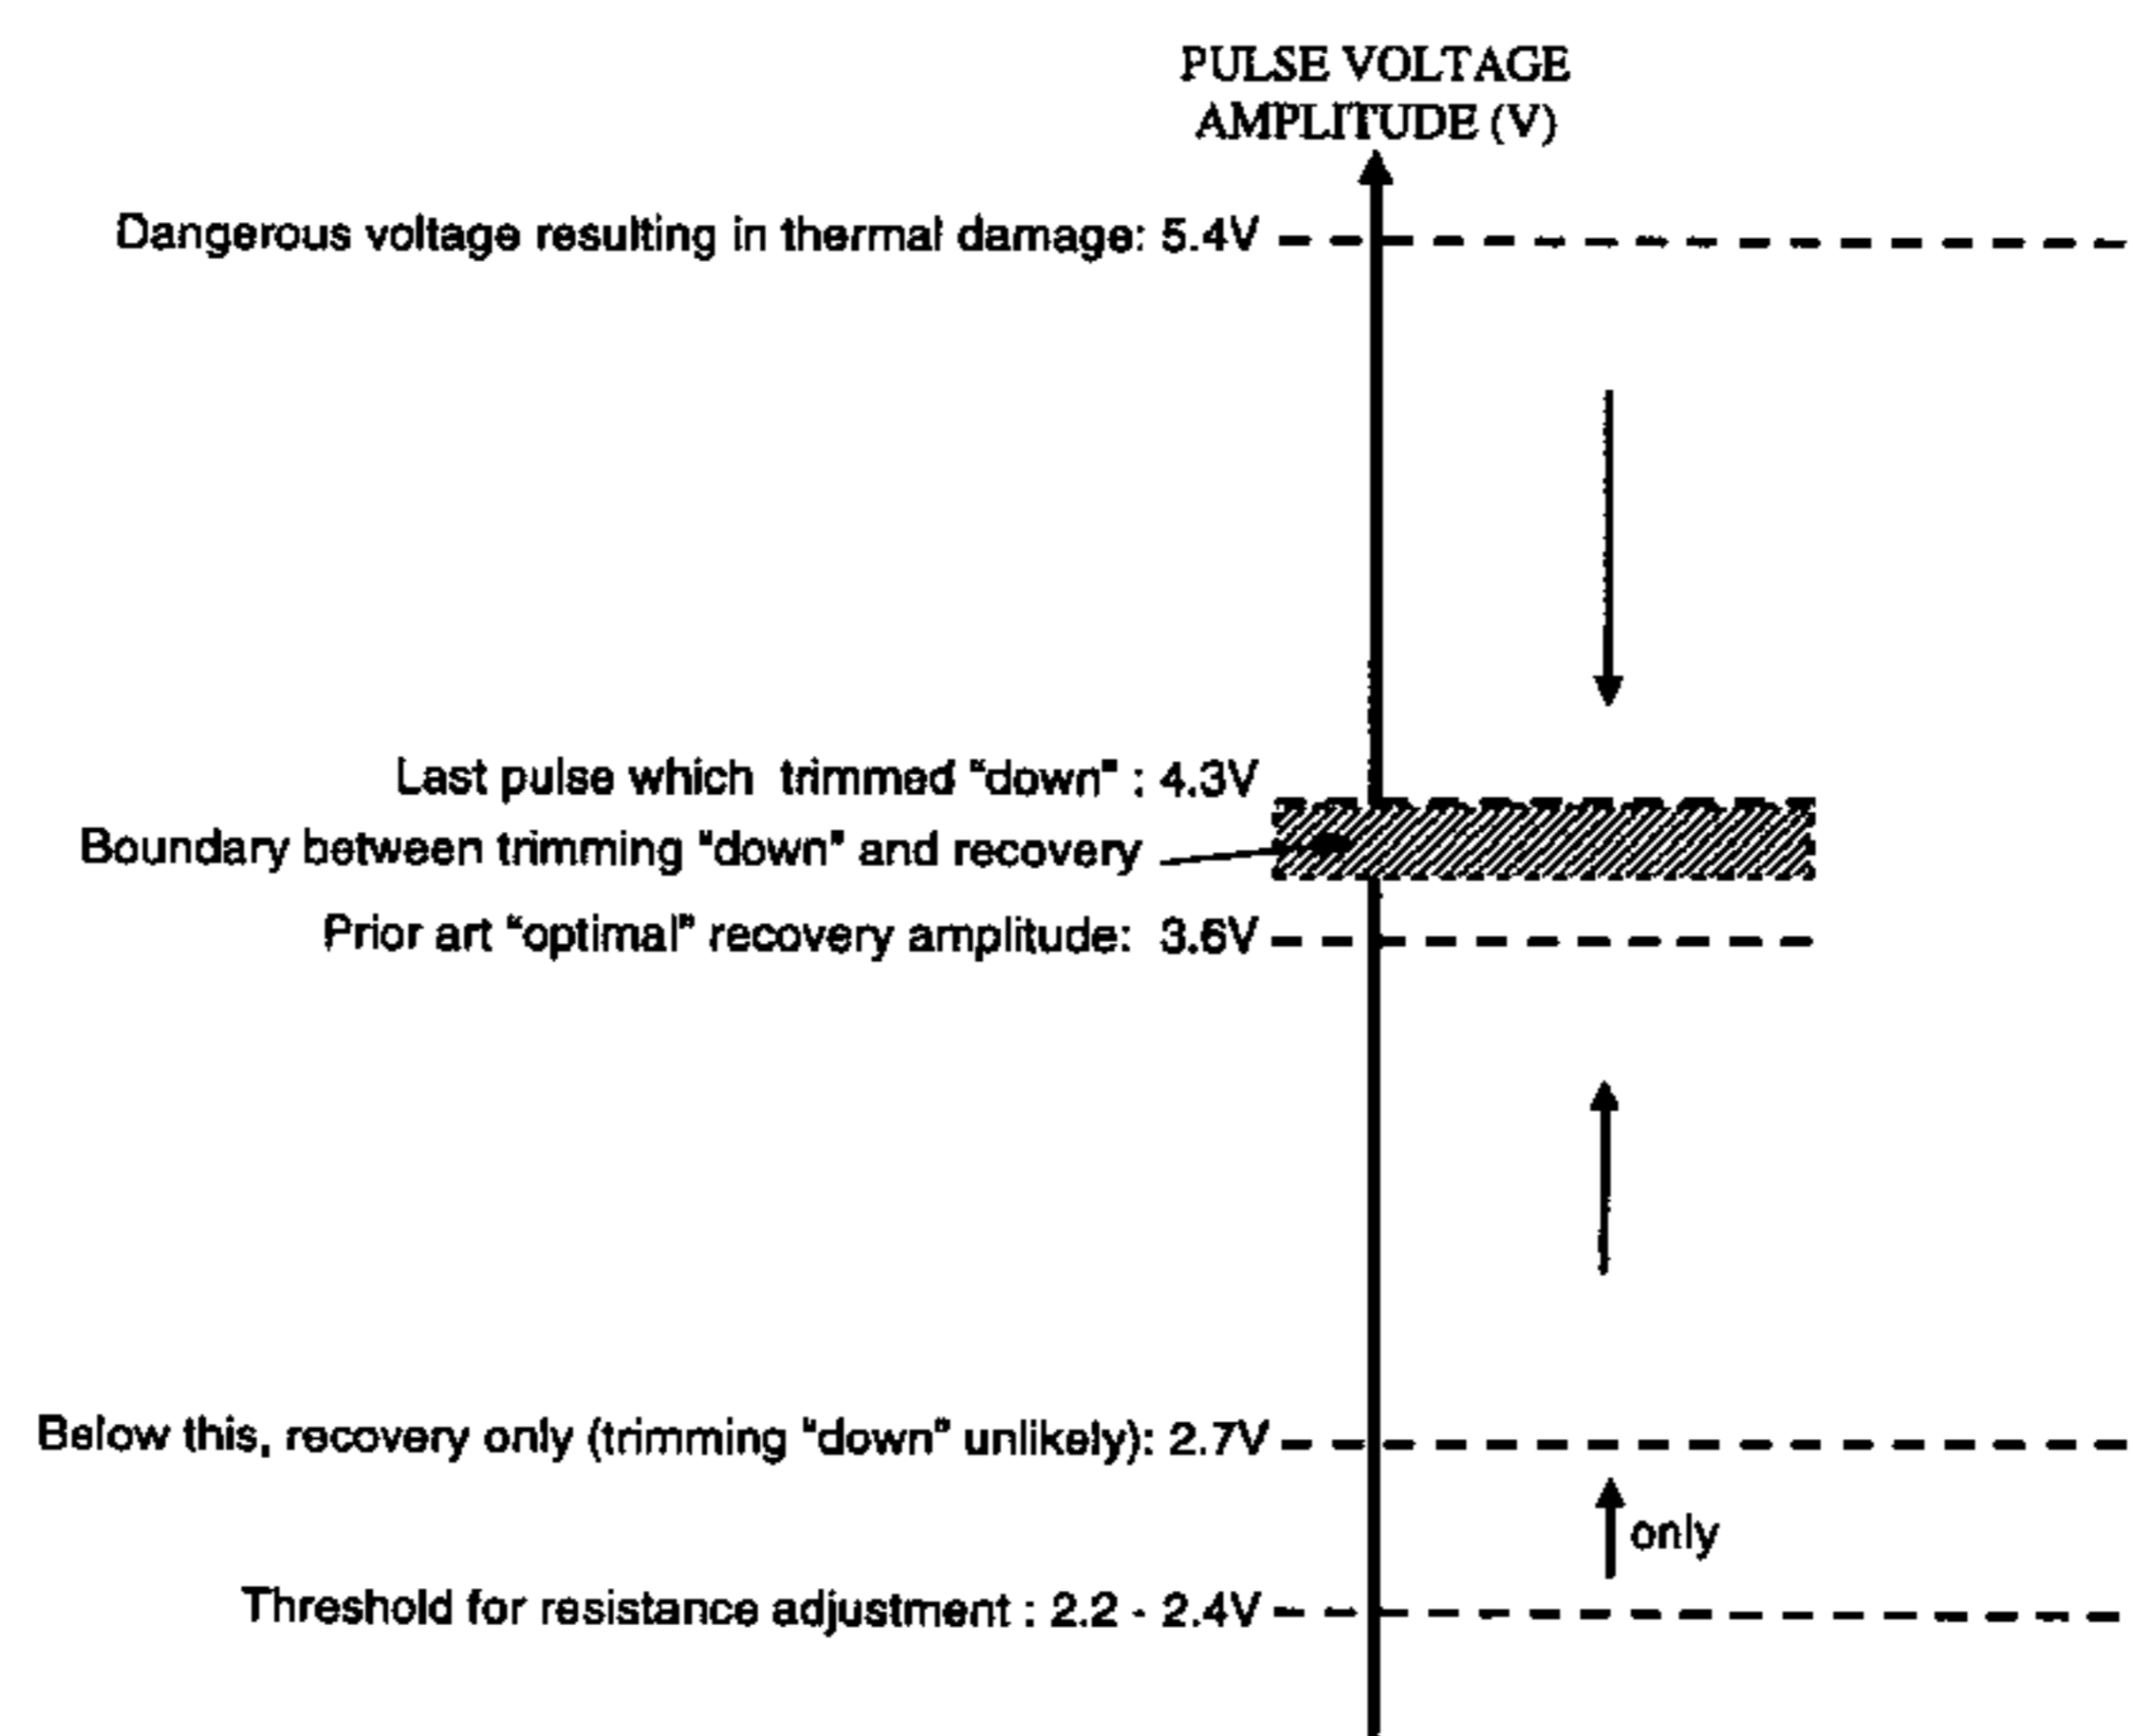 PULSE VOLTAGE
AMPLITUDE (V)
Dangerous voltage resulting in thermal damage: 5.4V
Last pulse which trimmed "down" : 4.3V
Boundary between trimming "down" and recovery
Prior art "optimal" recovery amplitude: 3.6V
Below this, recovery only (trimming "down" unlikely): 2.7V
only
Threshold for resistance adjustment : 2.2 - 2.4V